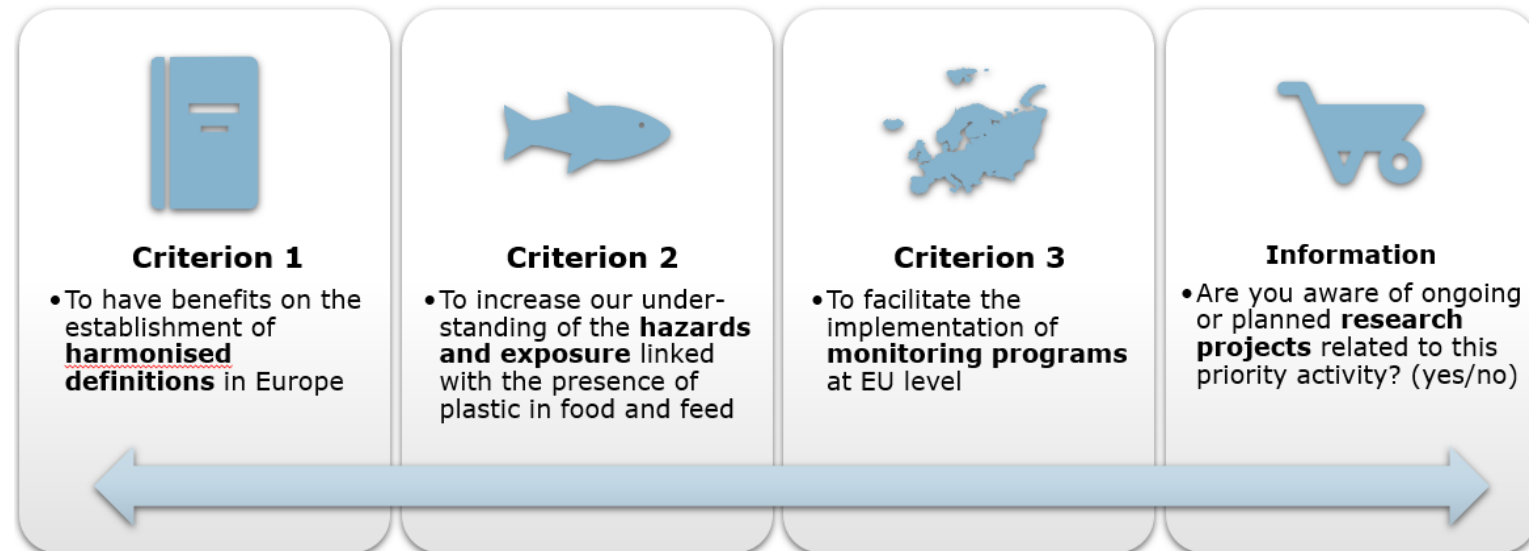 Criterion 1
•To have benefits on the
establishment of
harmonised
definitions in Europe
Criterion 2
•To increase our under-
standing of the hazards
and exposure linked
with the presence of
plastic in food and feed
Criterion 3
•To facilitate the
implementation of
monitoring programs
at EU level
Information
•Are you aware of ongoing
or planned research
projects related to this
priority activity? (yes/no)